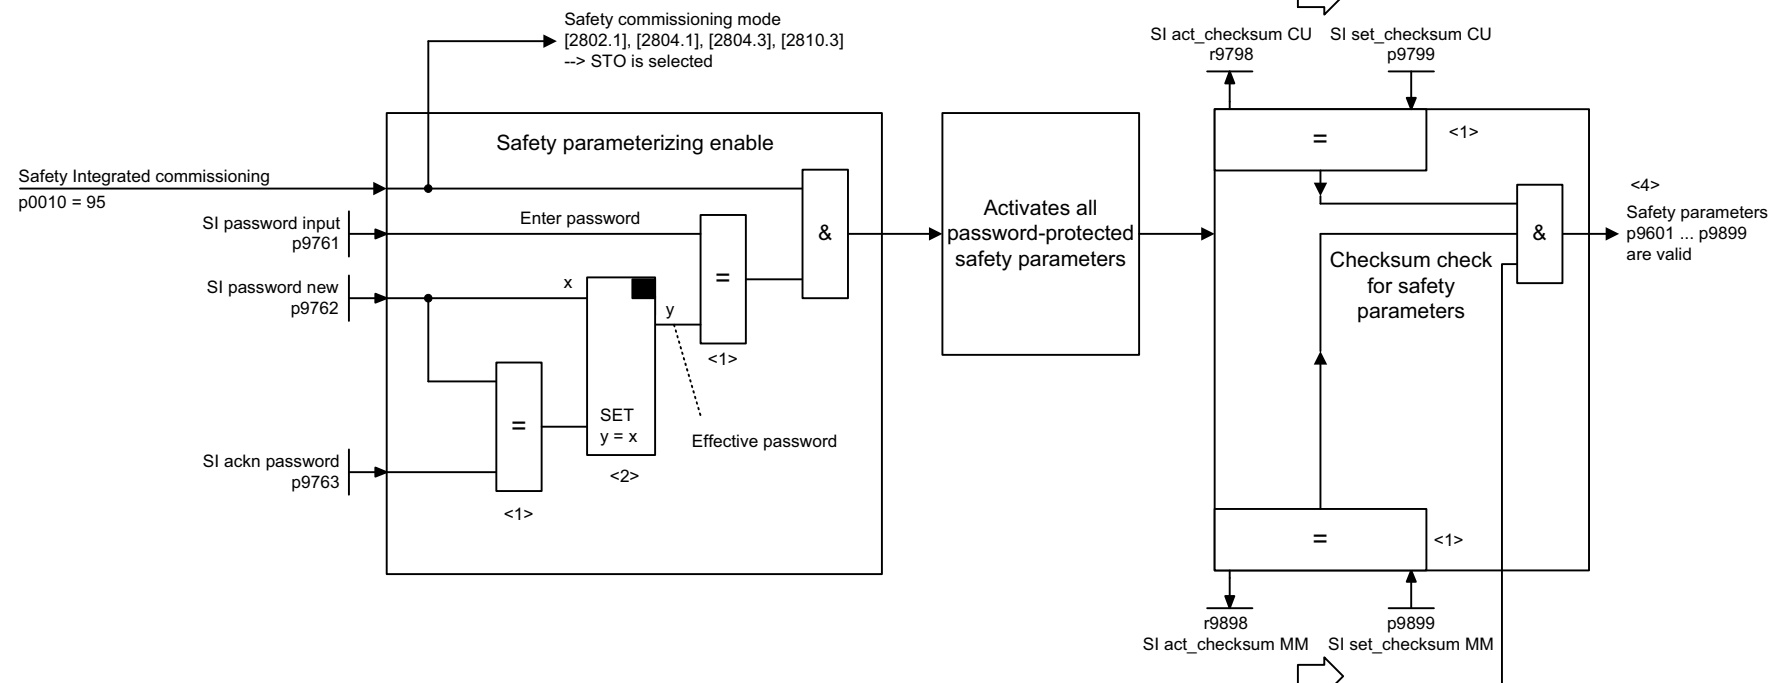 Safety commissioning mode
[2802.1], [2804.1], [2804.3], [2810.3]
--> STO is selected
SI act_checksum CU
r9798
SI set_checksum CU
p9799
Safety parameterizing enable
=
<1>
Safety Integrated commissioning
p0010 = 95
SI password input
p9761
Enter password
&
SI password new
p9762
x
y
=
<1>
SET
y = x
<2>
Effective password
=
<1>
SI ackn password
p9763
Activates all
password-protected
safety parameters
Checksum check
for safety
parameters
&
<4>
Safety parameters
p9601 ... p9899
are valid
=
<1>
r9898
SI act_checksum MM
p9899
SI set_checksum MM